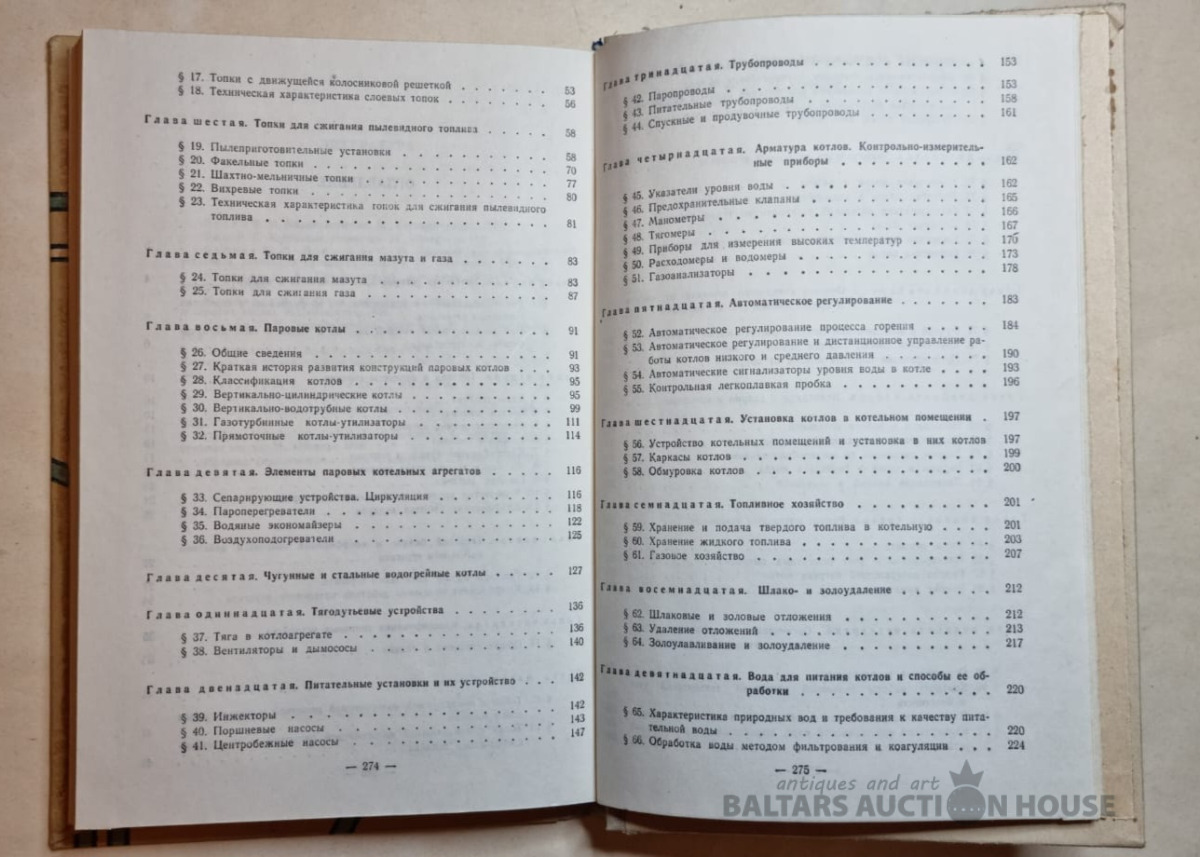 § 17. Топки с движущейся колосниковой решеткой . . . . . . . 53
§ 18. Техническая характеристика слоевых топок . . . . . . . 56
Глава шестая. Топки для сжигания пылевидного топлива . . . . . 58
§ 19. Пылеприготовительные установки . . . . . . . . . . 58
§ 20. Факельные топки . . . . . . . . . . . . . . . 70
§ 21. Шахтно-мельничные топки . . . . . . . . . . . . 77
§ 22. Вихревые топки . . . . . . . . . . . . . . . 80
§ 23. Техническая характеристика топок для сжигания пылевидного
топлива . . . . . . . . . . . . . . . . . . 81
Глава седьмая. Топки для сжигания мазута и газа . . . . . . . 83
§ 24. Топки для сжигания мазута . . . . . . . . . . . 83
§ 25. Топки для сжигания газа . . . . . . . . . . . . 87
Глава восьмая. Паровые котлы . . . . . . . . . . . . . 91
§ 26. Общие сведения . . . . . . . . . . . . . . . 91
§ 27. Краткая история развития конструкций паровых котлов . . . 93
§ 28. Классификация котлов . . . . . . . . . . . . . 95
§ 29. Вертикально-цилиндрические котлы . . . . . . . . . 95
§ 30. Вертикально-водотрубные котлы . . . . . . . . . . 99
§ 31. Газотурбинные котлы-утилизаторы . . . . . . . . . 111
§ 32. Прямоточные котлы-утилизаторы . . . . . . . . . . 114
Глава девятая. Элементы паровых котельных агрегатов . . . . . 116
§ 33. Сепарирующие устройства. Циркуляция . . . . . . . . 116
§ 34. Пароперегреватели . . . . . . . . . . . . . . 118
§ 35. Водяные экономайзеры . . . . . . . . . . . . . 122
§ 36. Воздухоподогреватели . . . . . . . . . . . . . 125
Глава десятая. Чугунные и стальные водогрейные котлы . . . . . 127
Глава одиннадцатая. Тягодутьевые устройства . . . . . . . . 136
§ 37. Тяга в котлоагрегате . . . . . . . . . . . . . 136
§ 38. Вентиляторы и дымососы . . . . . . . . . . . . 140
Глава двенадцатая. Питательные установки и их устройство . . . 142
§ 39. Инжекторы . . . . . . . . . . . . . . . . . 142
§ 40. Поршневые насосы . . . . . . . . . . . . . . . 143
§ 41. Центробежные насосы . . . . . . . . . . . . . . 147
— 274 —
Глава тринадцатая. Трубопроводы . . . . . . . . . . . . 153
§ 42. Паропроводы . . . . . . . . . . . . . . . . 153
§ 43. Питательные трубопроводы . . . . . . . . . . . . 158
§ 44. Спускные и продувочные трубопроводы . . . . . . . . 161
Глава четырнадцатая. Арматура котлов. Контрольно-измеритель-
ные приборы . . . . . . . . . . . . 162
§ 45. Указатели уровня воды . . . . . . . . . . . . . 162
§ 46. Предохранительные клапаны . . . . . . . . . . . . 165
§ 47. Манометры . . . . . . . . . . . . . . . . . 166
§ 48. Тягомеры . . . . . . . . . . . . . . . . . 167
§ 49. Приборы для измерения высоких температур . . . . . . 170
§ 50. Расходомеры и водомеры . . . . . . . . . . . . . 173
§ 51. Газоанализаторы . . . . . . . . . . . . . . . 178
Глава пятнадцатая. Автоматическое регулирование . . . . . . 183
§ 52. Автоматическое регулирование процесса горения . . . . . 184
§ 53. Автоматическое регулирование и дистанционное управление ра-
боты котлов низкого и среднего давления . . . . . . . 190
§ 54. Автоматические сигнализаторы уровня воды в котле . . . . 193
§ 55. Контрольная легкоплавкая пробка . . . . . . . . . . 196
Глава шестнадцатая. Установка котлов в котельном помещении . 197
§ 56. Устройство котельных помещений и установка в них котлов 197
§ 57. Каркасы котлов . . . . . . . . . . . . . . . 199
§ 58. Обмуровка котлов . . . . . . . . . . . . . . . 200
Глава семнадцатая. Топливное хозяйство . . . . . . . . . 201
§ 59. Хранение и подача твердого топлива в котельную . . . . 201
§ 60. Хранение жидкого топлива . . . . . . . . . . . . 203
§ 61. Газовое хозяйство . . . . . . . . . . . . . . 207
Глава восемнадцатая. Шлако- и золоудаление . . . . . . . . 212
§ 62. Шлаковые и золовые отложения . . . . . . . . . . 212
§ 63. Удаление отложений . . . . . . . . . . . . . . 213
§ 64. Золоулавливание и золоудаление . . . . . . . . . . 217
Глава девятнадцатая. Вода для питания котлов и способы ее об-
работки . . . . . . . . . . . . . . 220
§ 65. Характеристика природных вод и требования к качеству пита-
тельной воды . . . . . . . . . . . . . . . . 220
§ 66. Обработка воды методом фильтрования и коагуляции . . . 224
— 275 —
antiques and art
BALTARS AUCTION HOUSE